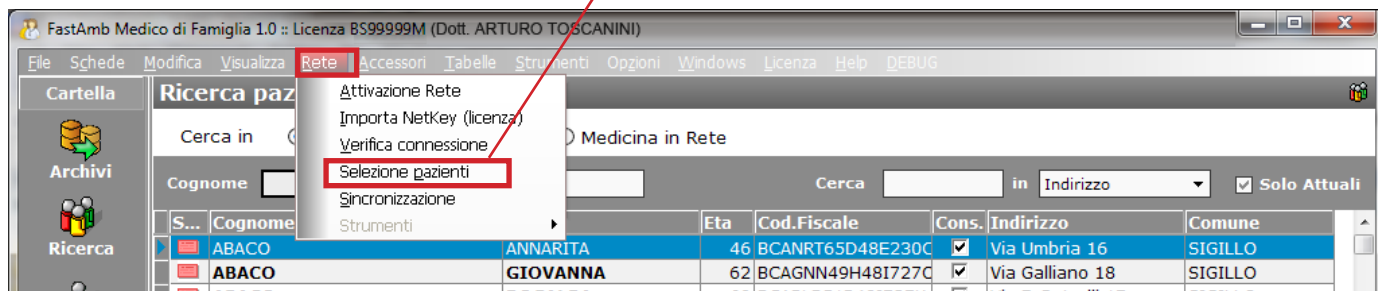 FastAmb Medico di Famiglia 1.0 :: Licenza BS99999M (Dott. ARTURO TOSCANINI)
File Schede Modifica Visualizza Rete Accessori Tabelle Strumenti Opzioni Windows Licenza Help DEBUG
Cartella
Ricerca paz
Attivazione Rete
Importa NetKey (licenza)
Verifica connessione
Selezione pazienti
Sincronizzazione
Strumenti
Cerca in Medicina in Rete
Archivi
Cognome Cerca in Indirizzo Solo Attuali
Ricerca
S... Cognome Eta Cod.Fiscale Cons. Indirizzo Comune
ABACO ANNARITA 46 BCANRT65D48E230C Via Umbria 16 SIGILLO
ABACO GIOVANNA 62 BCAGNN49H48I727C Via Galliano 18 SIGILLO